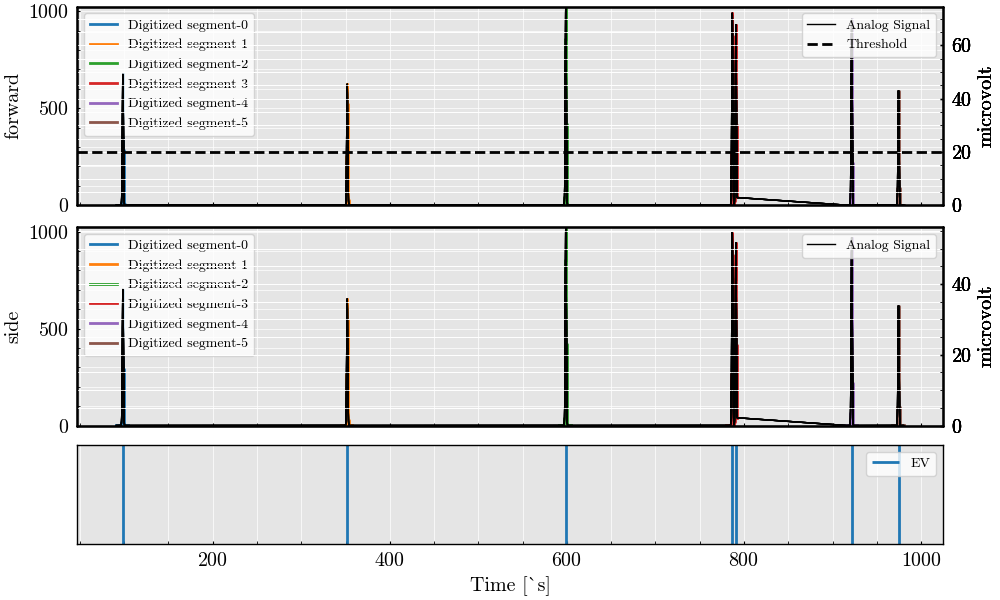 1000
500
0
forward
Digitized segment-0
Digitized segment 1
Digitized segment-2
Digitized segment 3
Digitized segment-4
Digitized segment-5
Analog Signal
Threshold
60
40
20
0
microvolt
1000
500
0
side
Digitized segment-0
Digitized segment 1
Digitized segment-2
Digitized segment-3
Digitized segment-4
Digitized segment-5
Analog Signal
40
20
0
microvolt
EV
200 400 600 800 1000
Time [`s]